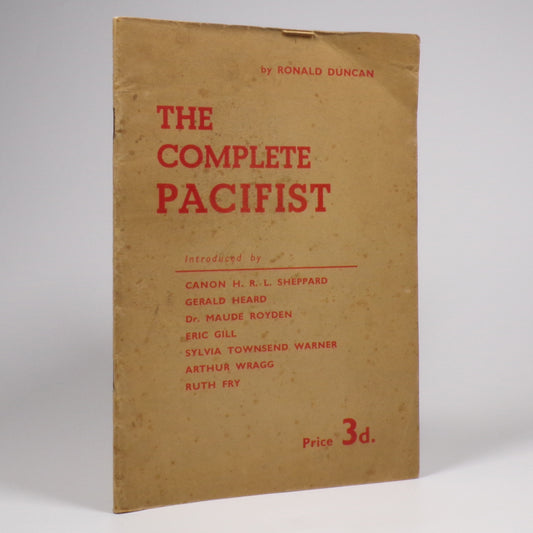 by RONALD DUNCAN
THE
COMPLETE
PACIFIST
Introduced by
CANON H. R. L. SHEPPARD
GERALD HEARD
Dr. MAUDE ROYDEN
ERIC GILL
SYLVIA TOWNSEND WARNER
ARTHUR WRAGG
RUTH FRY
Price 3d.